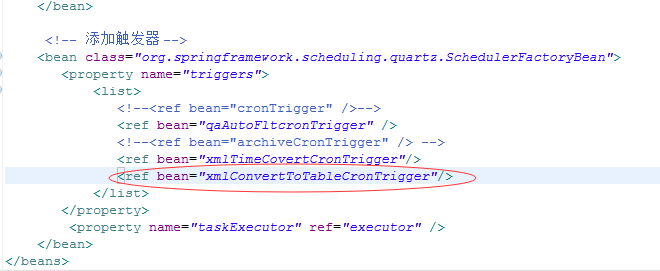 </bean>
<!-- 添加触发器 -->
<bean class="org.springframework.scheduling.quartz.SchedulerFactoryBean">
<property name="triggers">
<list>
<!--<ref bean="cronTrigger" />-->
<ref bean="qaAutoFltcronTrigger" />
<!--<ref bean="archiveCronTrigger" /> -->
<ref bean="xmlTimeCovertCronTrigger"/>
<ref bean="xmlConvertToTableCronTrigger"/>
</list>
</property>
<property name="taskExecutor" ref="executor" />
</bean>
</beans>